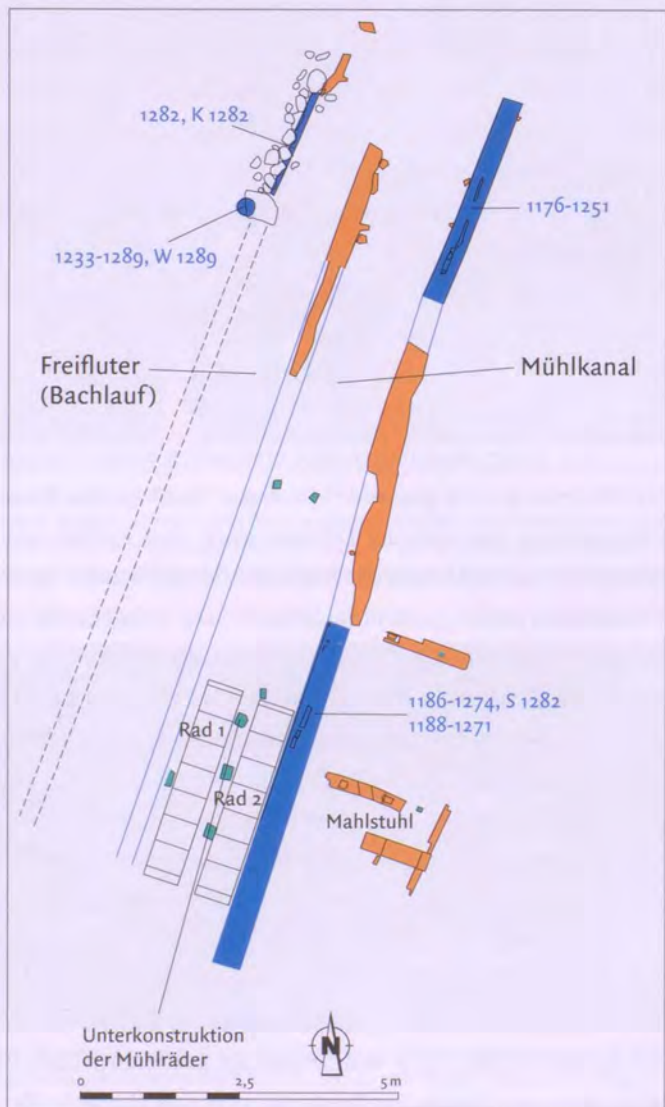 1282, K 1282
1176-1251
1233-1289, W 1289
Freifluter
(Bachlauf)
Mühlkanal
1186-1274, S 1282
1188-1271
Rad 1
Rad 2
Mahlstuhl
Unterkonstruktion
der Mühlräder
N
0 2,5 5 m